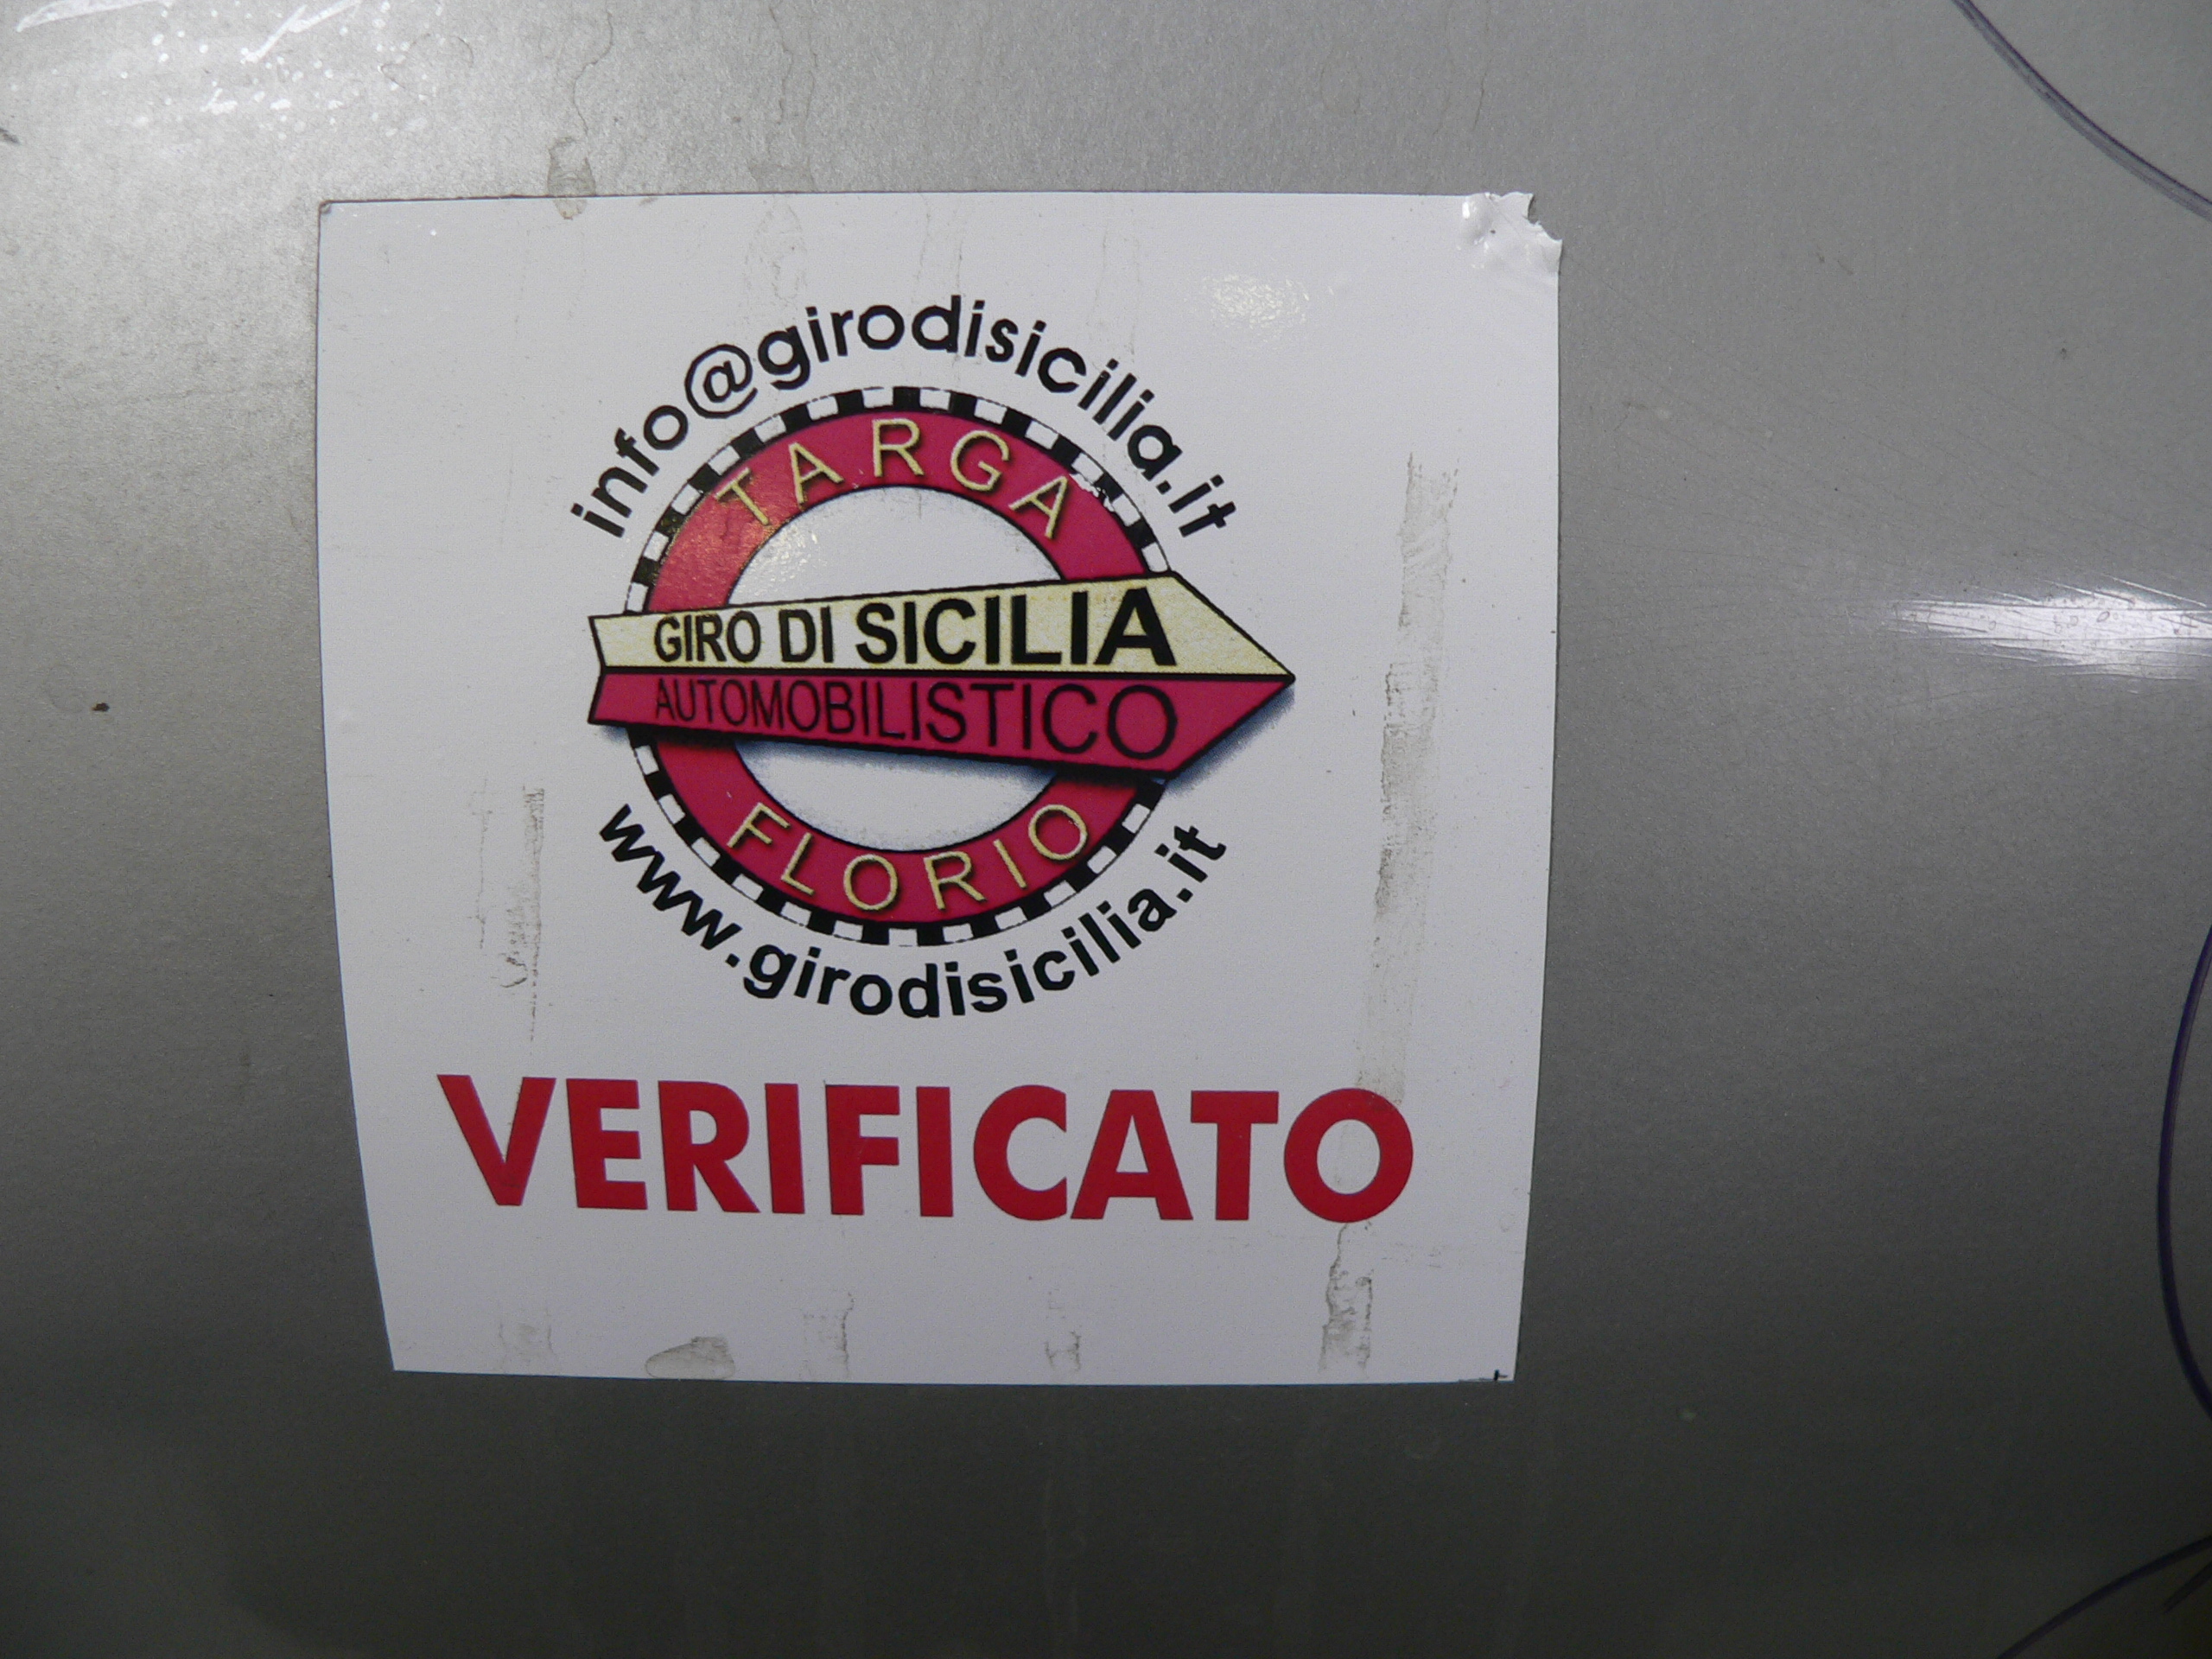 info@girodisicilia.it
TARGA
GIRO DI SICILIA
AUTOMOBILISTICO
FLORIO
www.girodisicilia.it
VERIFICATO